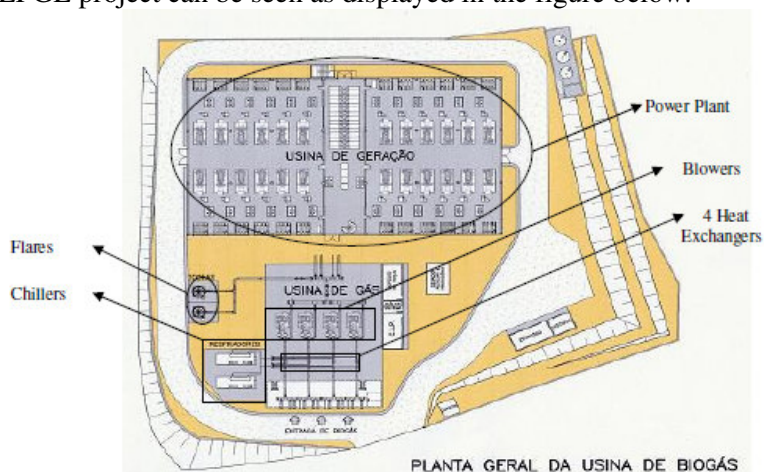 project can be seen as displayed in the figure below.
Power Plant
USINA DE GERAÇÃO
Blowers
4 Heat
Exchangers
Flares
Chillers
USINA DE GÁS
RESFRIADORES
ENTRADA DE BIOGÁS
PLANTA GERAL DA USINA DE BIOGÁS